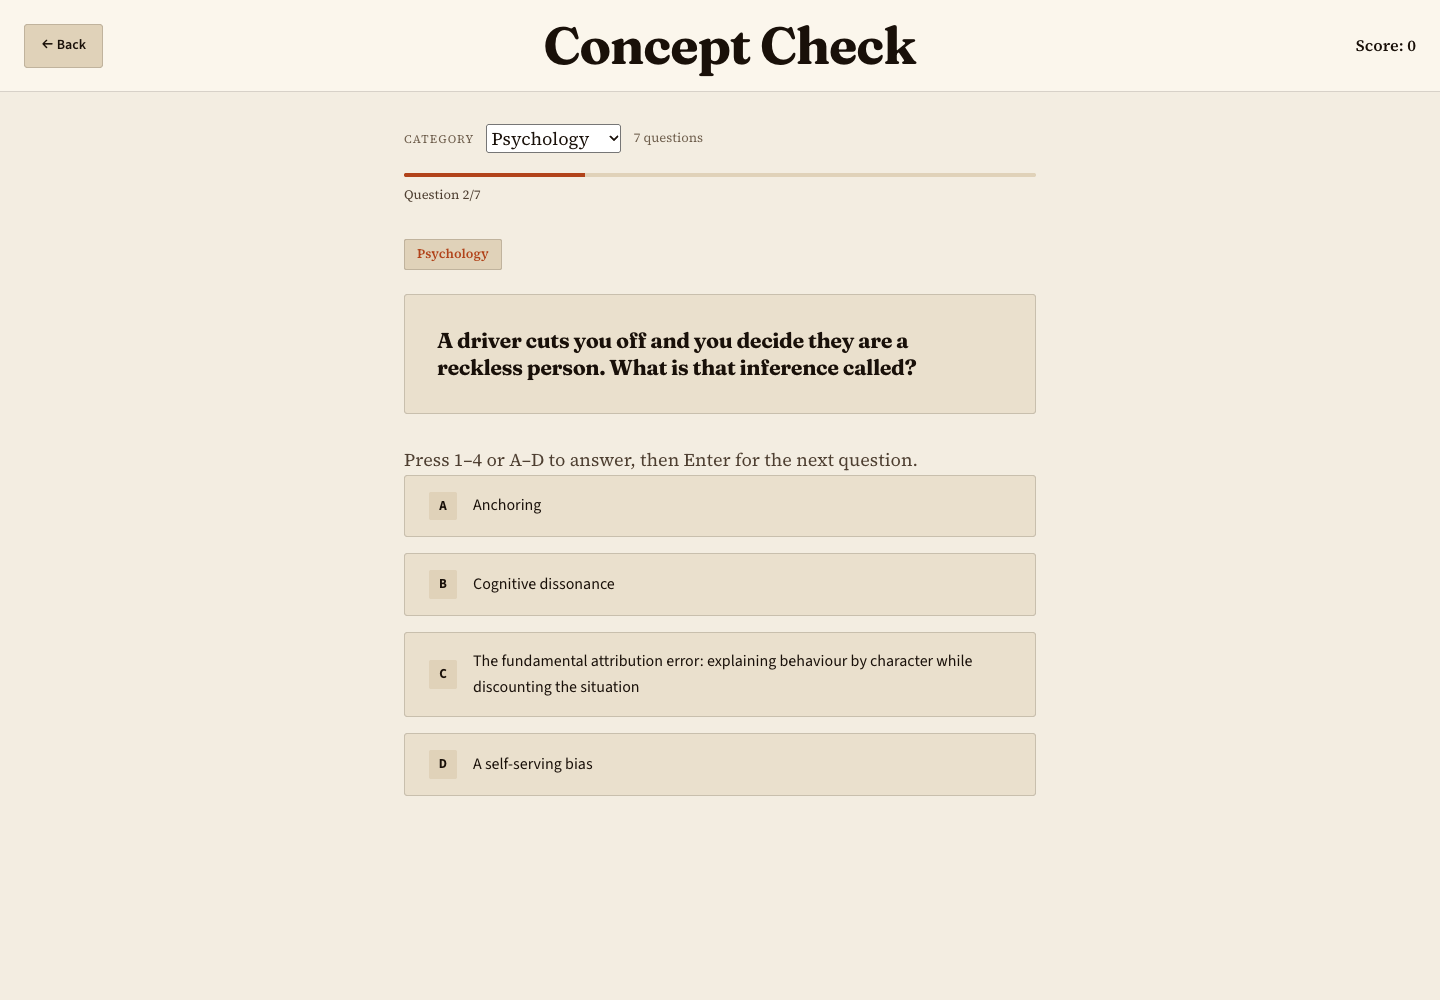 ← Back
Concept Check
Score: 0
CATEGORY Psychology 7 questions
Question 2/7
Psychology
A driver cuts you off and you decide they are a
reckless person. What is that inference called?
Press 1–4 or A–D to answer, then Enter for the next question.
A Anchoring
B Cognitive dissonance
C The fundamental attribution error: explaining behaviour by character while
discounting the situation
D A self-serving bias